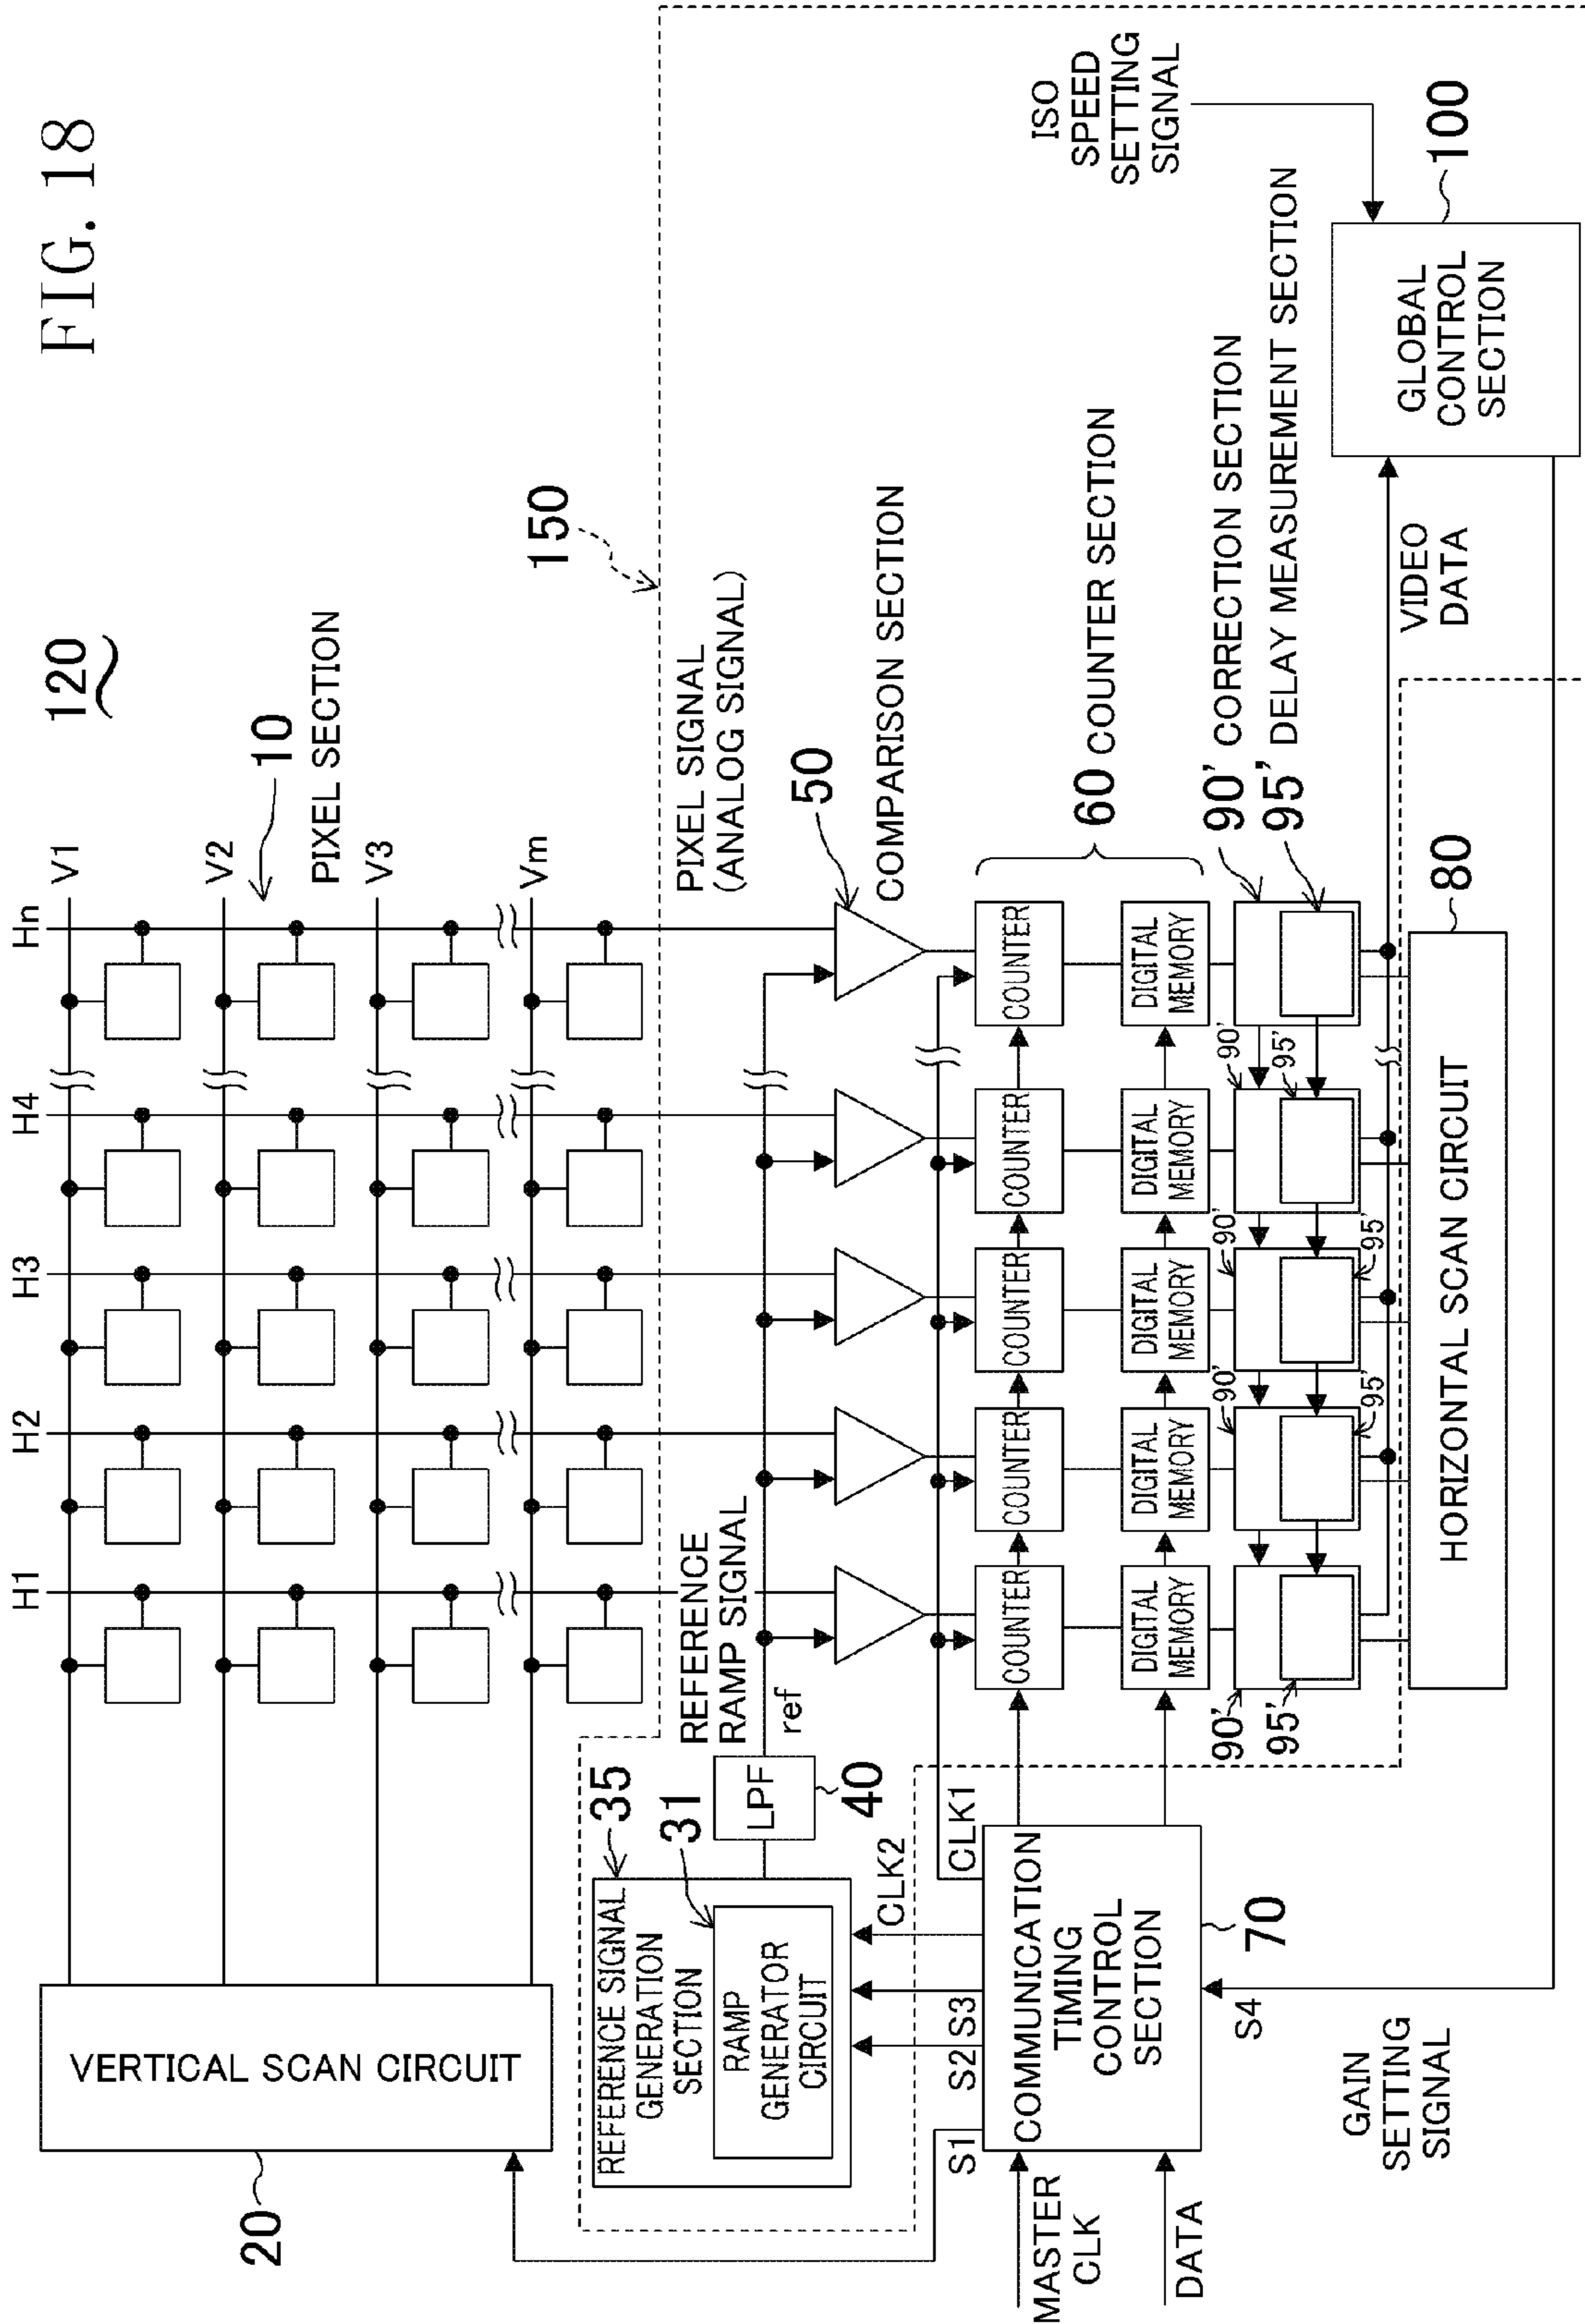 FIG. 18
120
H1
H2
H3
H4
Hn
V1
V2
V3
Vm
10
PIXEL SECTION
VERTICAL SCAN CIRCUIT
20
150
PIXEL SIGNAL
(ANALOG SIGNAL)
REFERENCE
RAMP SIGNAL
35
REFERENCE SIGNAL
GENERATION
SECTION
31
RAMP
GENERATOR
CIRCUIT
LPF
40
ref
50
COMPARISON SECTION
S1
S2
S3
CLK2
CLK1
COUNTER
COUNTER
COUNTER
COUNTER
COUNTER
60 COUNTER SECTION
MASTER
CLK
DATA
COMMUNICATION
TIMING
CONTROL
SECTION
70
DIGITAL
MEMORY
DIGITAL
MEMORY
DIGITAL
MEMORY
DIGITAL
MEMORY
DIGITAL
MEMORY
90'
95'
90'
95'
90'
95'
90'
95'
90' CORRECTION SECTION
95' DELAY MEASUREMENT SECTION
HORIZONTAL SCAN CIRCUIT
80
VIDEO
DATA
ISO
SPEED
SETTING
SIGNAL
GLOBAL
CONTROL
SECTION
100
S4
GAIN
SETTING
SIGNAL